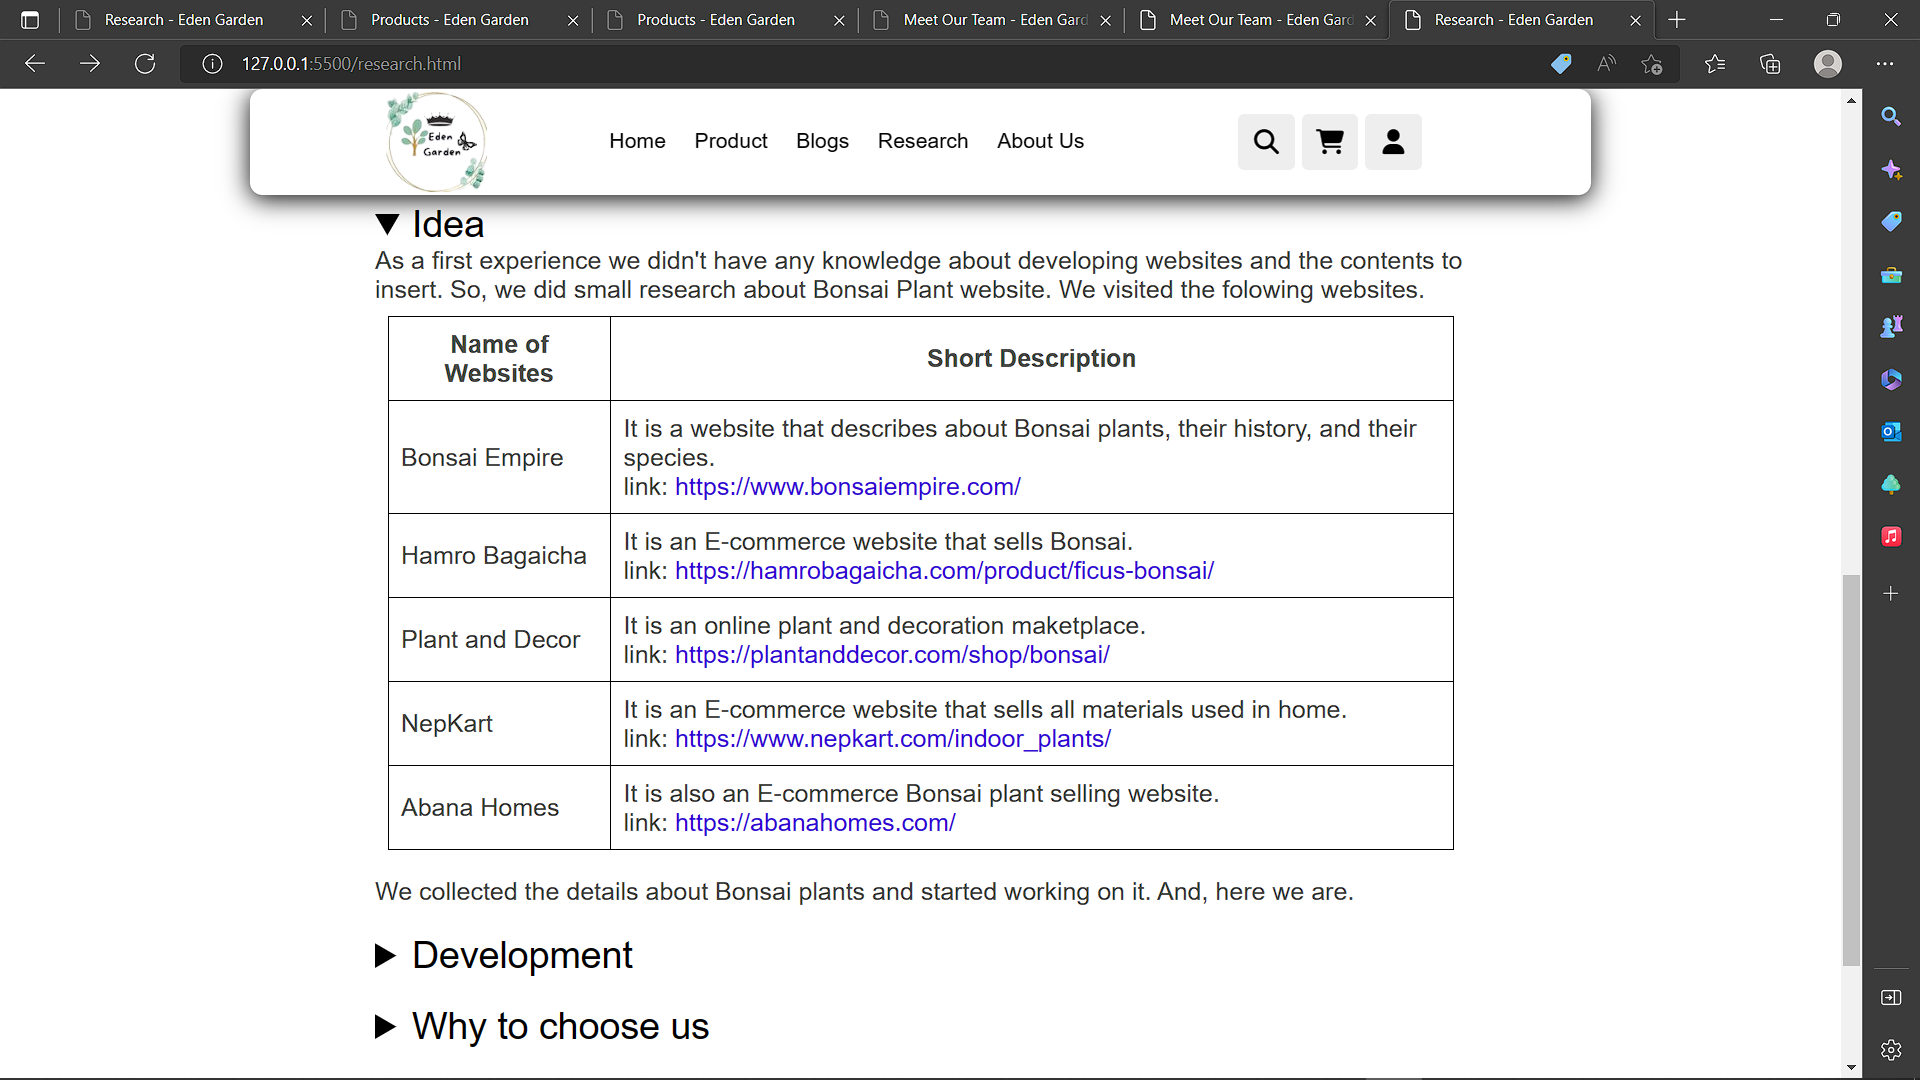 Research - Eden Garden
Products - Eden Garden
Products - Eden Garden
Meet Our Team - Eden Gard
Meet Our Team - Eden Gard
Research - Eden Garden
127.0.0.1:5500/research.html
Eden
Garden
Home
Product
Blogs
Research
About Us
Idea
As a first experience we didn't have any knowledge about developing websites and the contents to
insert. So, we did small research about Bonsai Plant website. We visited the folowing websites.
Name of
Websites
Short Description
Bonsai Empire
It is a website that describes about Bonsai plants, their history, and their
species.
link: https://www.bonsaiempire.com/
Hamro Bagaicha
It is an E-commerce website that sells Bonsai.
link: https://hamrobagaicha.com/product/ficus-bonsai/
Plant and Decor
It is an online plant and decoration maketplace.
link: https://plantanddecor.com/shop/bonsai/
NepKart
It is an E-commerce website that sells all materials used in home.
link: https://www.nepkart.com/indoor_plants/
Abana Homes
It is also an E-commerce Bonsai plant selling website.
link: https://abanahomes.com/
We collected the details about Bonsai plants and started working on it. And, here we are.
Development
Why to choose us